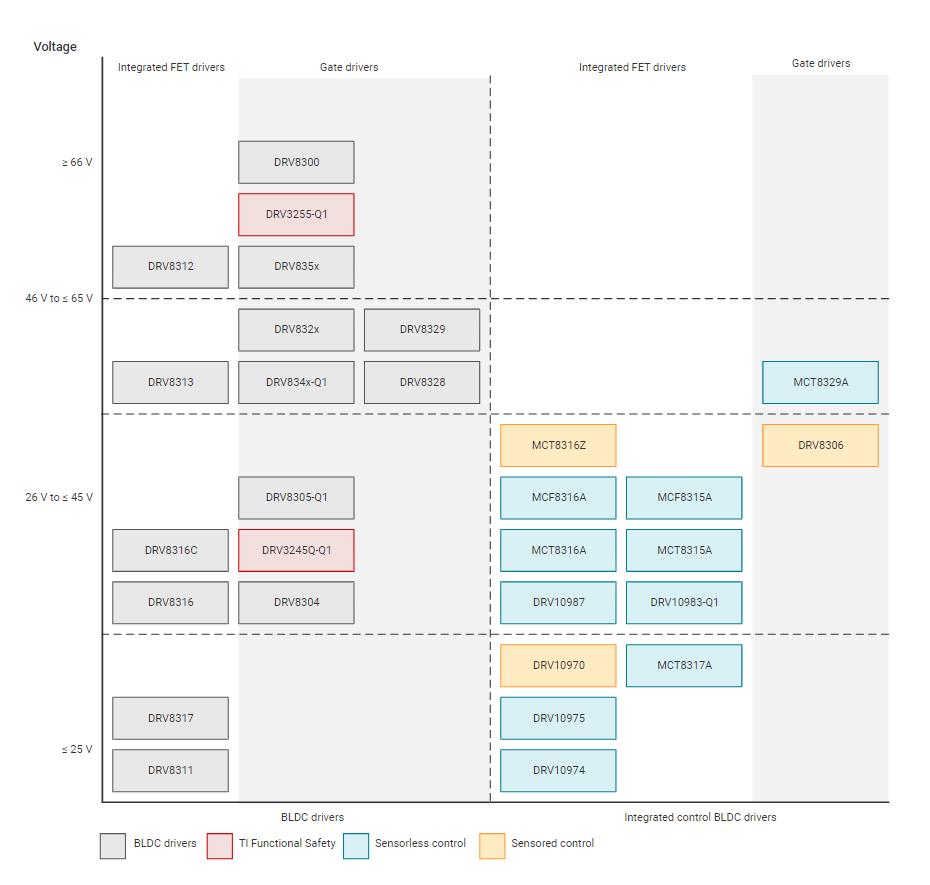 Voltage
Integrated FET drivers
Gate drivers
Integrated FET drivers
Gate drivers
≥ 66 V
DRV8300
DRV3255-Q1
DRV8312
DRV835x
46 V to ≤ 65 V
DRV832x
DRV8329
DRV8313
DRV834x-Q1
DRV8328
MCT8329A
MCT8316Z
DRV8306
26 V to ≤ 45 V
DRV8305-Q1
MCF8316A
MCF8315A
DRV8316C
DRV3245Q-Q1
MCT8316A
MCT8315A
DRV8316
DRV8304
DRV10987
DRV10983-Q1
DRV10970
MCT8317A
DRV8317
DRV10975
≤ 25 V
DRV8311
DRV10974
BLDC drivers
Integrated control BLDC drivers
BLDC drivers
TI Functional Safety
Sensorless control
Sensored control